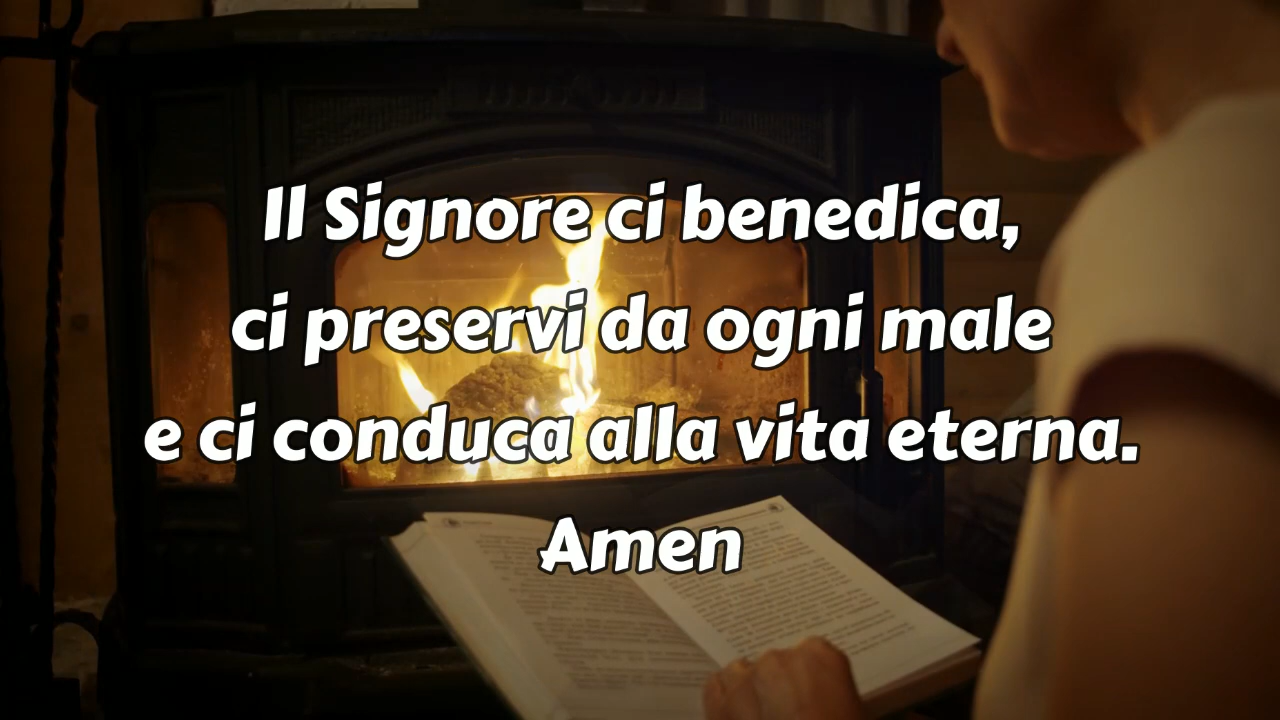 Il Signore ci benedica,
ci preservi da ogni male
e ci conduca alla vita eterna.
Amen